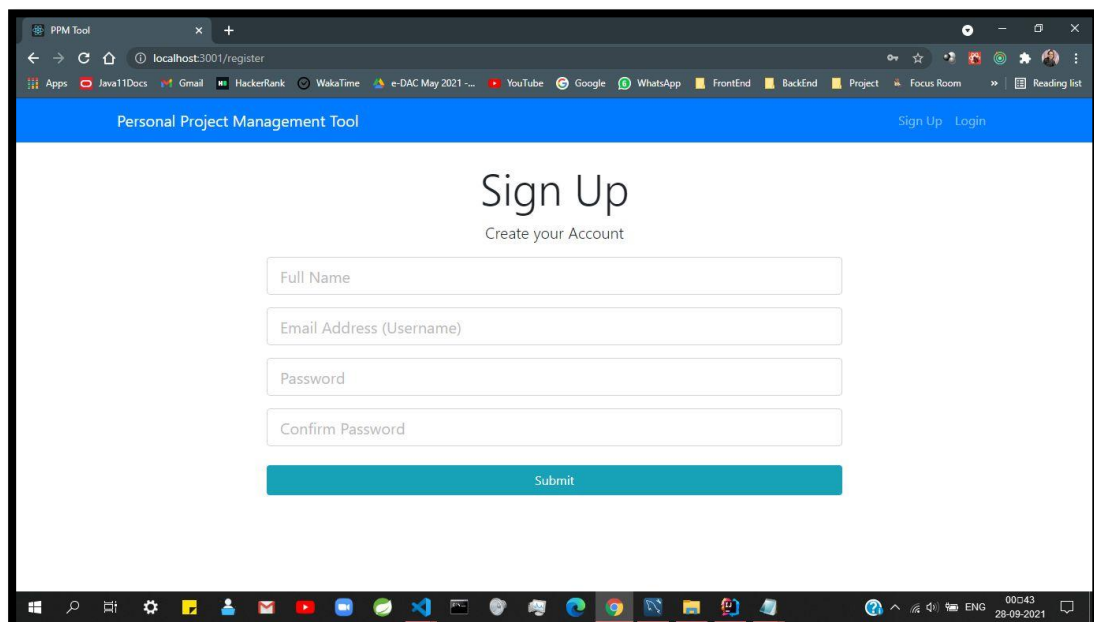 PPM Tool
localhost:3001/register
Apps Java11Docs Gmail HackerRank WakaTime e-DAC May 2021 -... YouTube Google WhatsApp FrontEnd BackEnd Project Focus Room » Reading list
Personal Project Management Tool Sign Up Login
Sign Up
Create your Account
Full Name
Email Address (Username)
Password
Confirm Password
Submit
ENG
00□43
28-09-2021